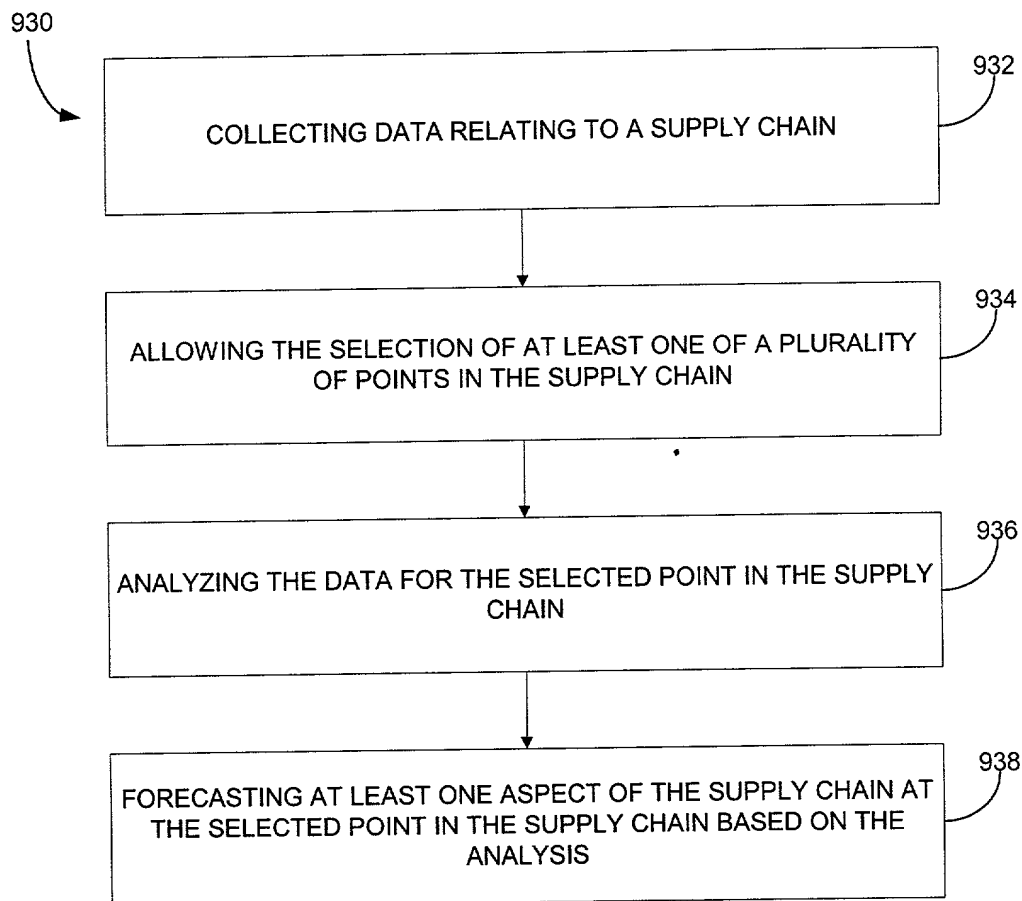 930
932
COLLECTING DATA RELATING TO A SUPPLY CHAIN
934
ALLOWING THE SELECTION OF AT LEAST ONE OF A PLURALITY
OF POINTS IN THE SUPPLY CHAIN
936
ANALYZING THE DATA FOR THE SELECTED POINT IN THE SUPPLY
CHAIN
938
FORECASTING AT LEAST ONE ASPECT OF THE SUPPLY CHAIN AT
THE SELECTED POINT IN THE SUPPLY CHAIN BASED ON THE
ANALYSIS